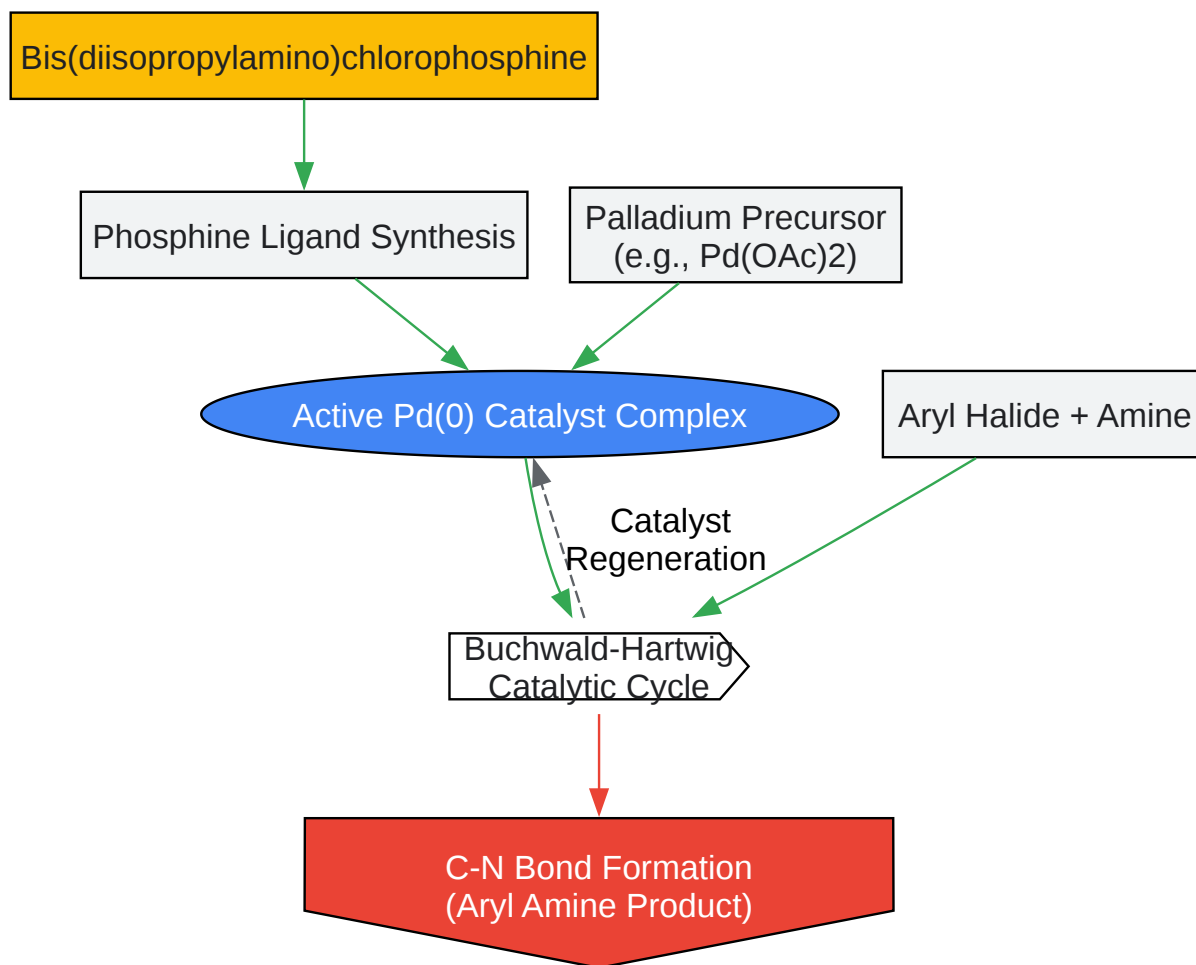 Bis(diisopropylamino)chlorophosphine
Phosphine Ligand Synthesis
Palladium Precursor
(e.g., Pd(OAc)2)
Active Pd(0) Catalyst Complex
Aryl Halide + Amine
Catalyst
Regeneration
Buchwald-Hartwig
Catalytic Cycle
C-N Bond Formation
(Aryl Amine Product)